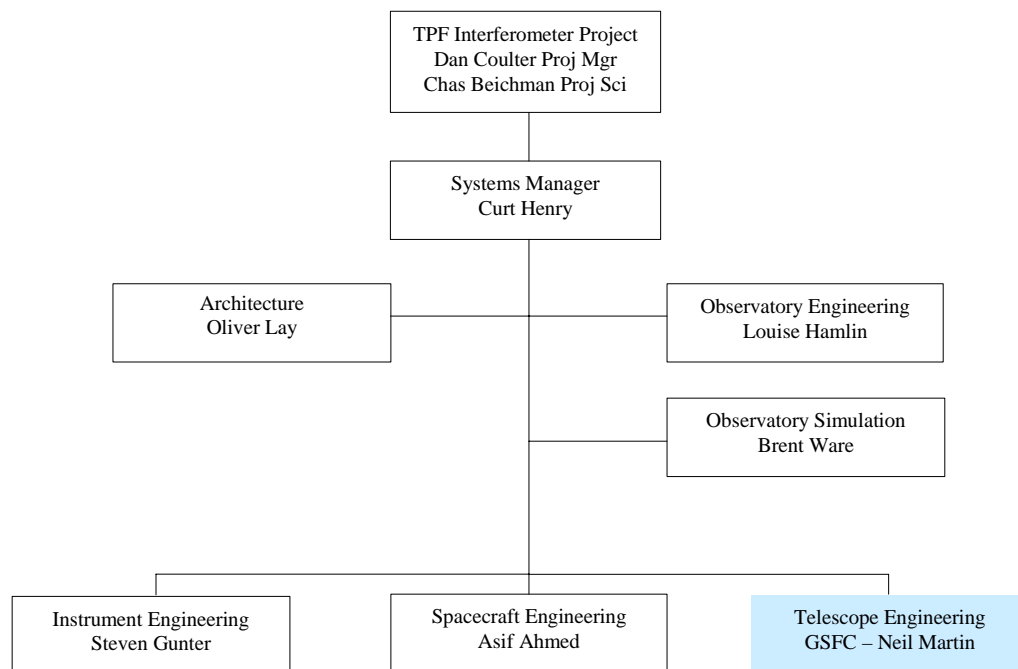 TPF Interferometer Project
Dan Coulter Proj Mgr
Chas Beichman Proj Sci
Systems Manager
Curt Henry
Architecture
Oliver Lay
Observatory Engineering
Louise Hamlin
Observatory Simulation
Brent Ware
Instrument Engineering
Steven Gunter
Spacecraft Engineering
Asif Ahmed
Telescope Engineering
GSFC – Neil Martin